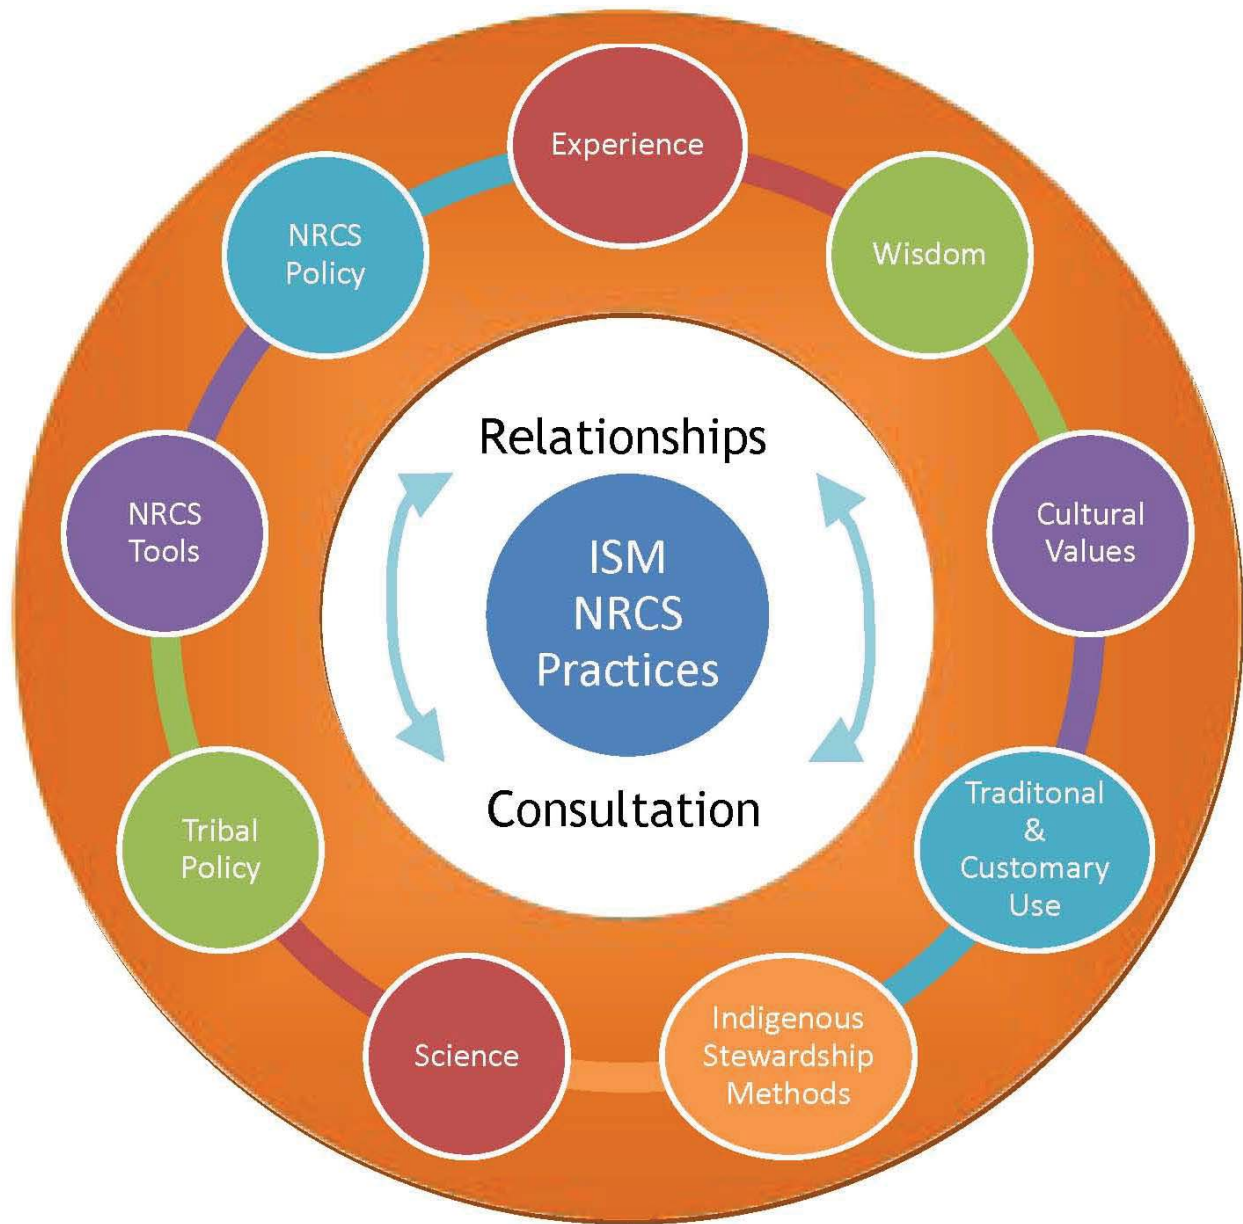 Experience
Wisdom
Cultural
Values
Traditonal
&
Customary
Use
Indigenous
Stewardship
Methods
Science
Tribal
Policy
NRCS
Tools
NRCS
Policy
Relationships
ISM
NRCS
Practices
Consultation